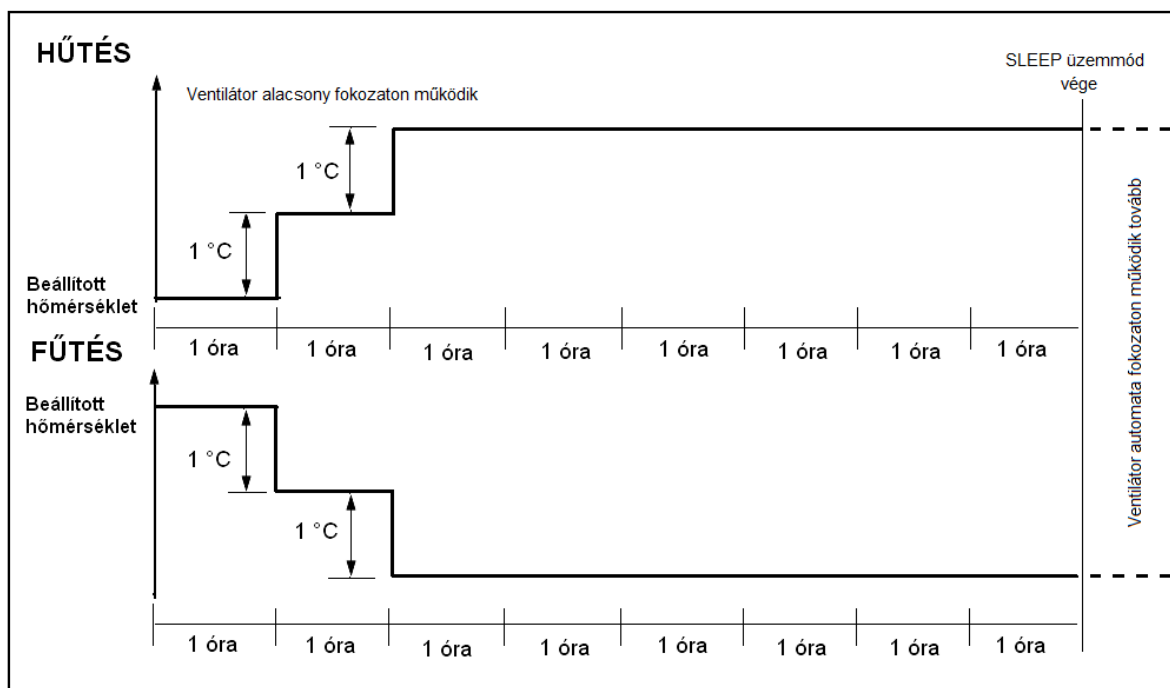 HŰTÉS
SLEEP üzemmód
vége
Ventilátor alacsony fokozaton működik
1 °C
1 °C
Beállított
hőmérséklet
1 óra
1 óra
1 óra
1 óra
1 óra
1 óra
1 óra
1 óra
Ventilátor automata fokozaton működik tovább
FŰTÉS
Beállított
hőmérséklet
1 °C
1 °C
1 óra
1 óra
1 óra
1 óra
1 óra
1 óra
1 óra
1 óra